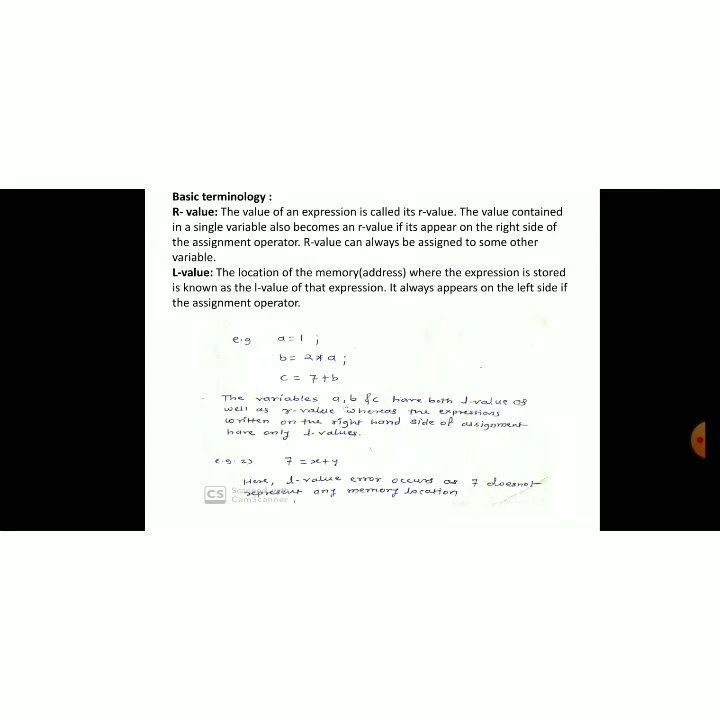 Basic terminology :
R- value: The value of an expression is called its r-value. The value contained
in a single variable also becomes an r-value if its appear on the right side of
the assignment operator. R-value can always be assigned to some other
variable.
L-value: The location of the memory(address) where the expression is stored
is known as the l-value of that expression. It always appears on the left side if
the assignment operator.
e.g a = 1 ;
b = 2 * a ;
c = 7 + b
The variables a, b & c have both l-value as
well as r-value whereas the expressions
written on the right hand side of assignment
have only l-values.
e.g. 2) 7 = x + y
Here, l-value error occurs as 7 doesnot
represent any memory location
CS Scanned
CamScanner